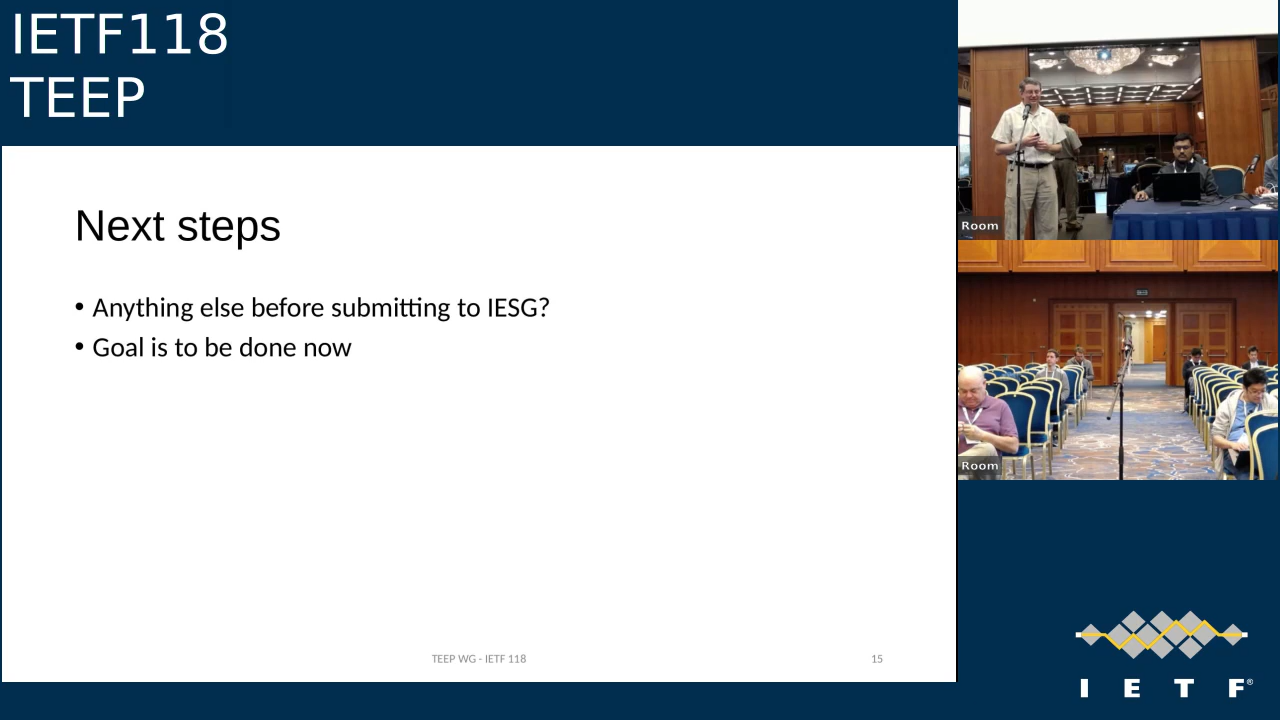 IETF118
TEEP
Next steps
• Anything else before submitting to IESG?
• Goal is to be done now
TEEP WG - IETF 118
15
Room
Room
I E T F®